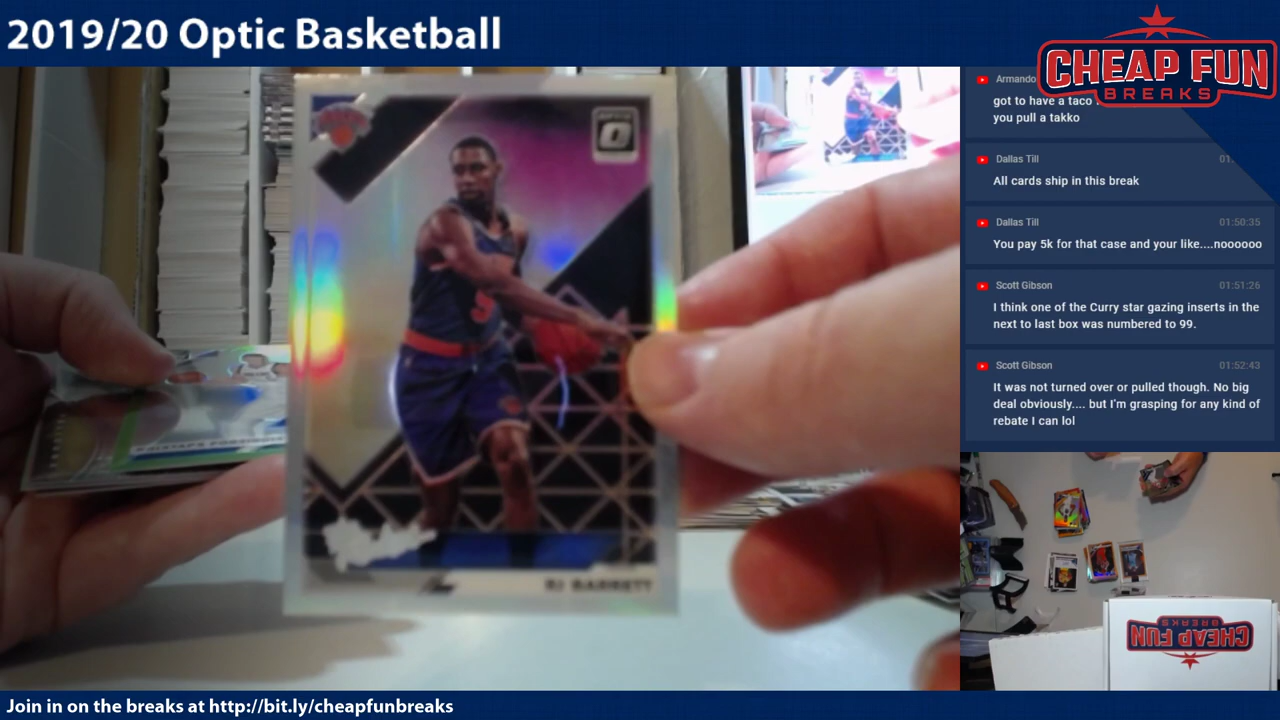 2019/20 Optic Basketball
CHEAP FUN
BREAKS
Armando
got to have a taco
you pull a takko
Dallas Till
All cards ship in this break
Dallas Till 01:50:35
You pay 5k for that case and your like....noooooo
Scott Gibson 01:51:26
I think one of the Curry star gazing inserts in the
next to last box was numbered to 99.
Scott Gibson 01:52:43
It was not turned over or pulled though. No big
deal obviously.... but I'm grasping for any kind of
rebate I can lol
RJ BARRETT
CHEAP FUN
BREAKS
Join in on the breaks at http://bit.ly/cheapfunbreaks